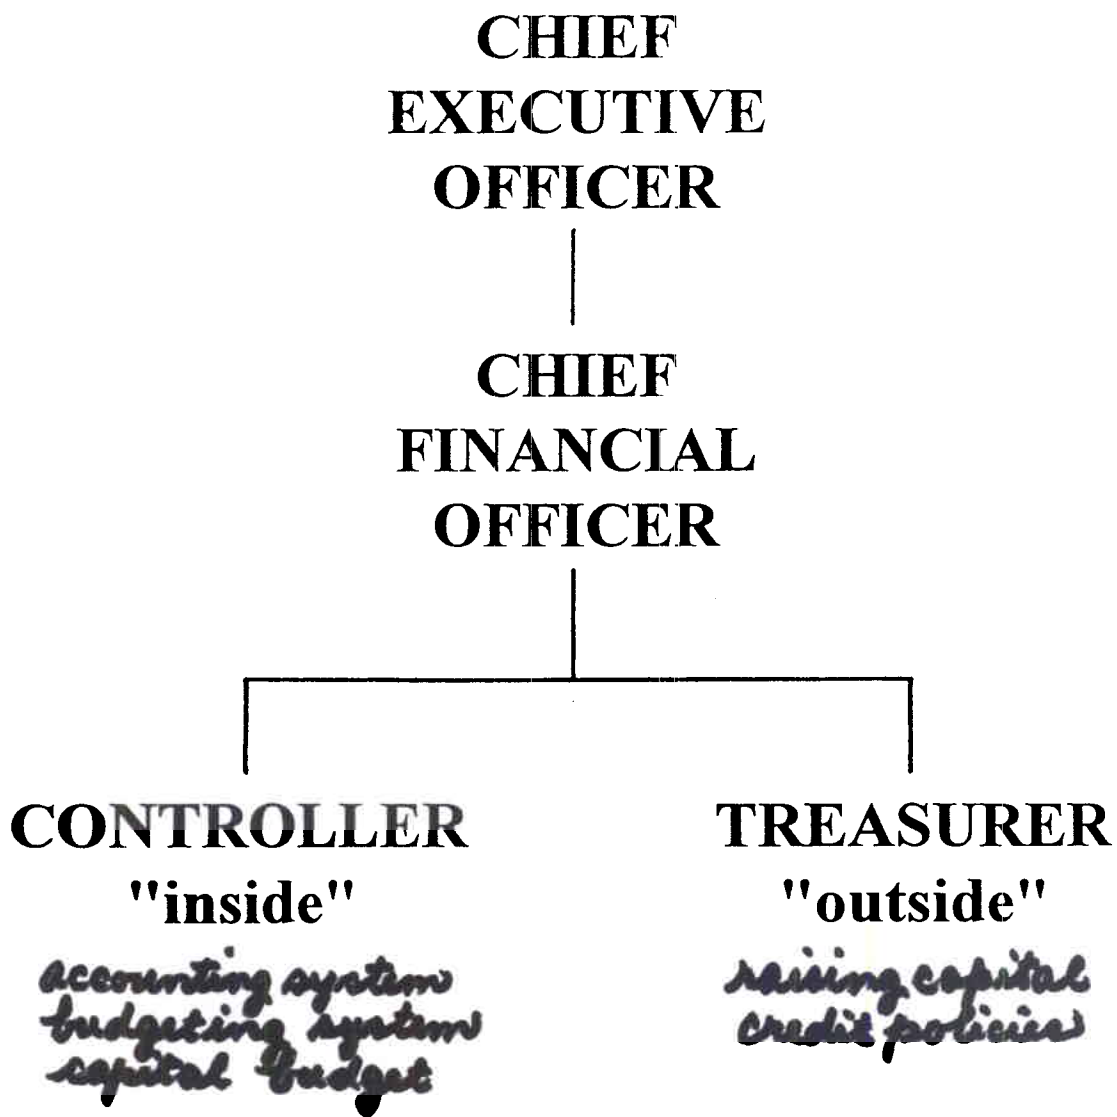 CHIEF
EXECUTIVE
OFFICER
CHIEF
FINANCIAL
OFFICER
CONTROLLER
"inside"
accounting system
budgeting system
capital budget
TREASURER
"outside"
raising capital
credit policies